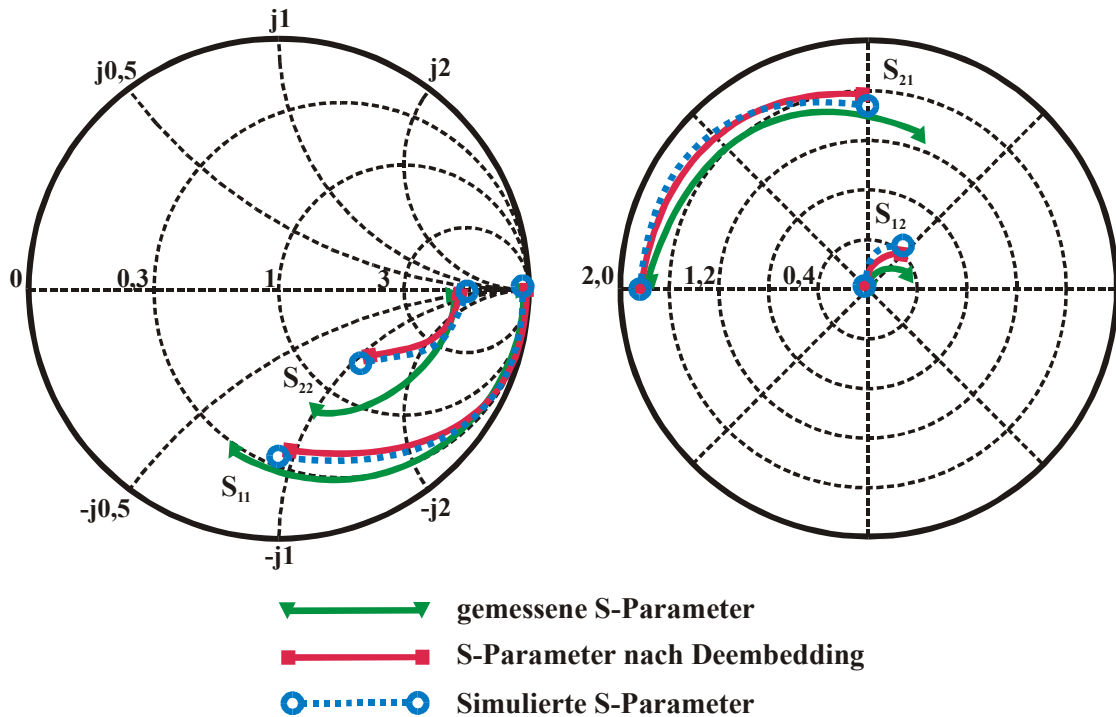 j1
j0,5
j2
S21
S12
0
0,3
1
3
2,0
1,2
0,4
S22
S11
-j0,5
-j2
-j1
gemessene S-Parameter
S-Parameter nach Deembedding
Simulierte S-Parameter